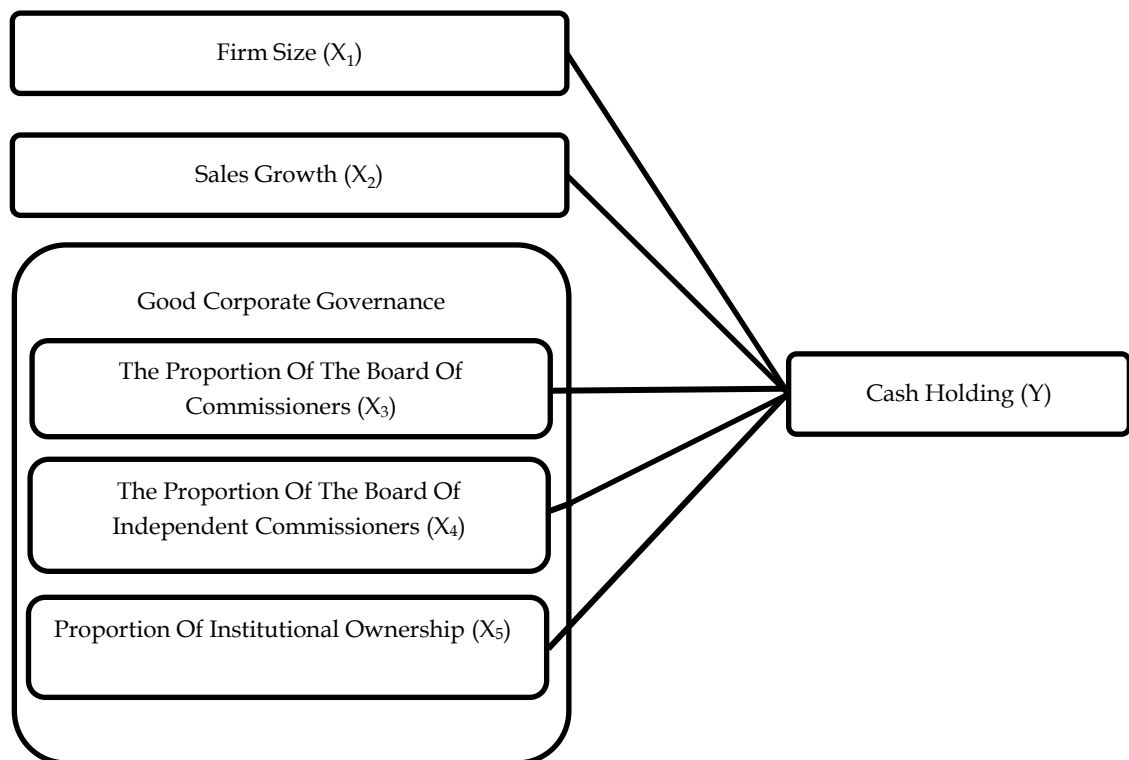 Firm Size (X₁)
Sales Growth (X₂)
Good Corporate Governance
The Proportion Of The Board Of
Commissioners (X₃)
The Proportion Of The Board Of
Independent Commissioners (X₄)
Proportion Of Institutional Ownership (X₅)
Cash Holding (Y)